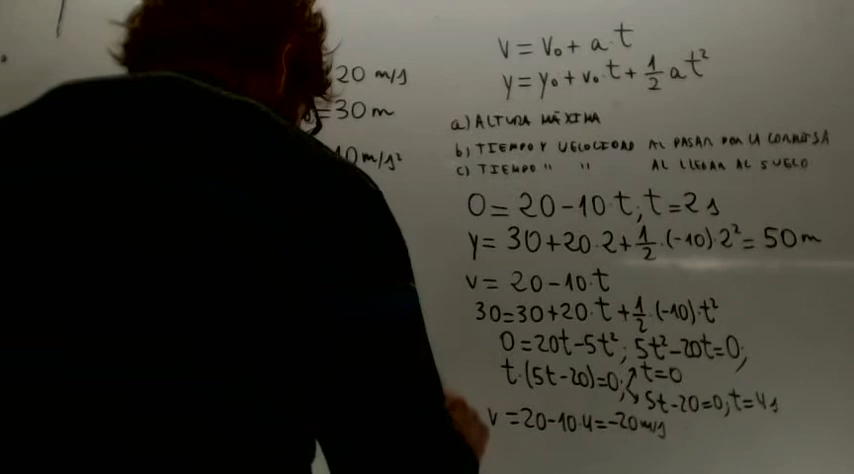 20 m/s
=30 m
10 m/s²
v = v₀ + a·t
y = y₀ + v₀·t + 1/2 a t²
a) ALTURA MÁXIMA
b) TIEMPO Y VELOCIDAD AL PASAR POR LA CORNISA
c) TIEMPO " " AL LLEGAR AL SUELO
0 = 20 - 10·t; t = 2 s
y = 30 + 20·2 + 1/2·(-10)·2² = 50 m
v = 20 - 10·t
30 = 30 + 20·t + 1/2·(-10)·t²
0 = 20t - 5t²; 5t² - 20t = 0;
t·(5t - 20) = 0; t = 0
5t - 20 = 0; t = 4 s
v = 20 - 10·4 = -20 m/s